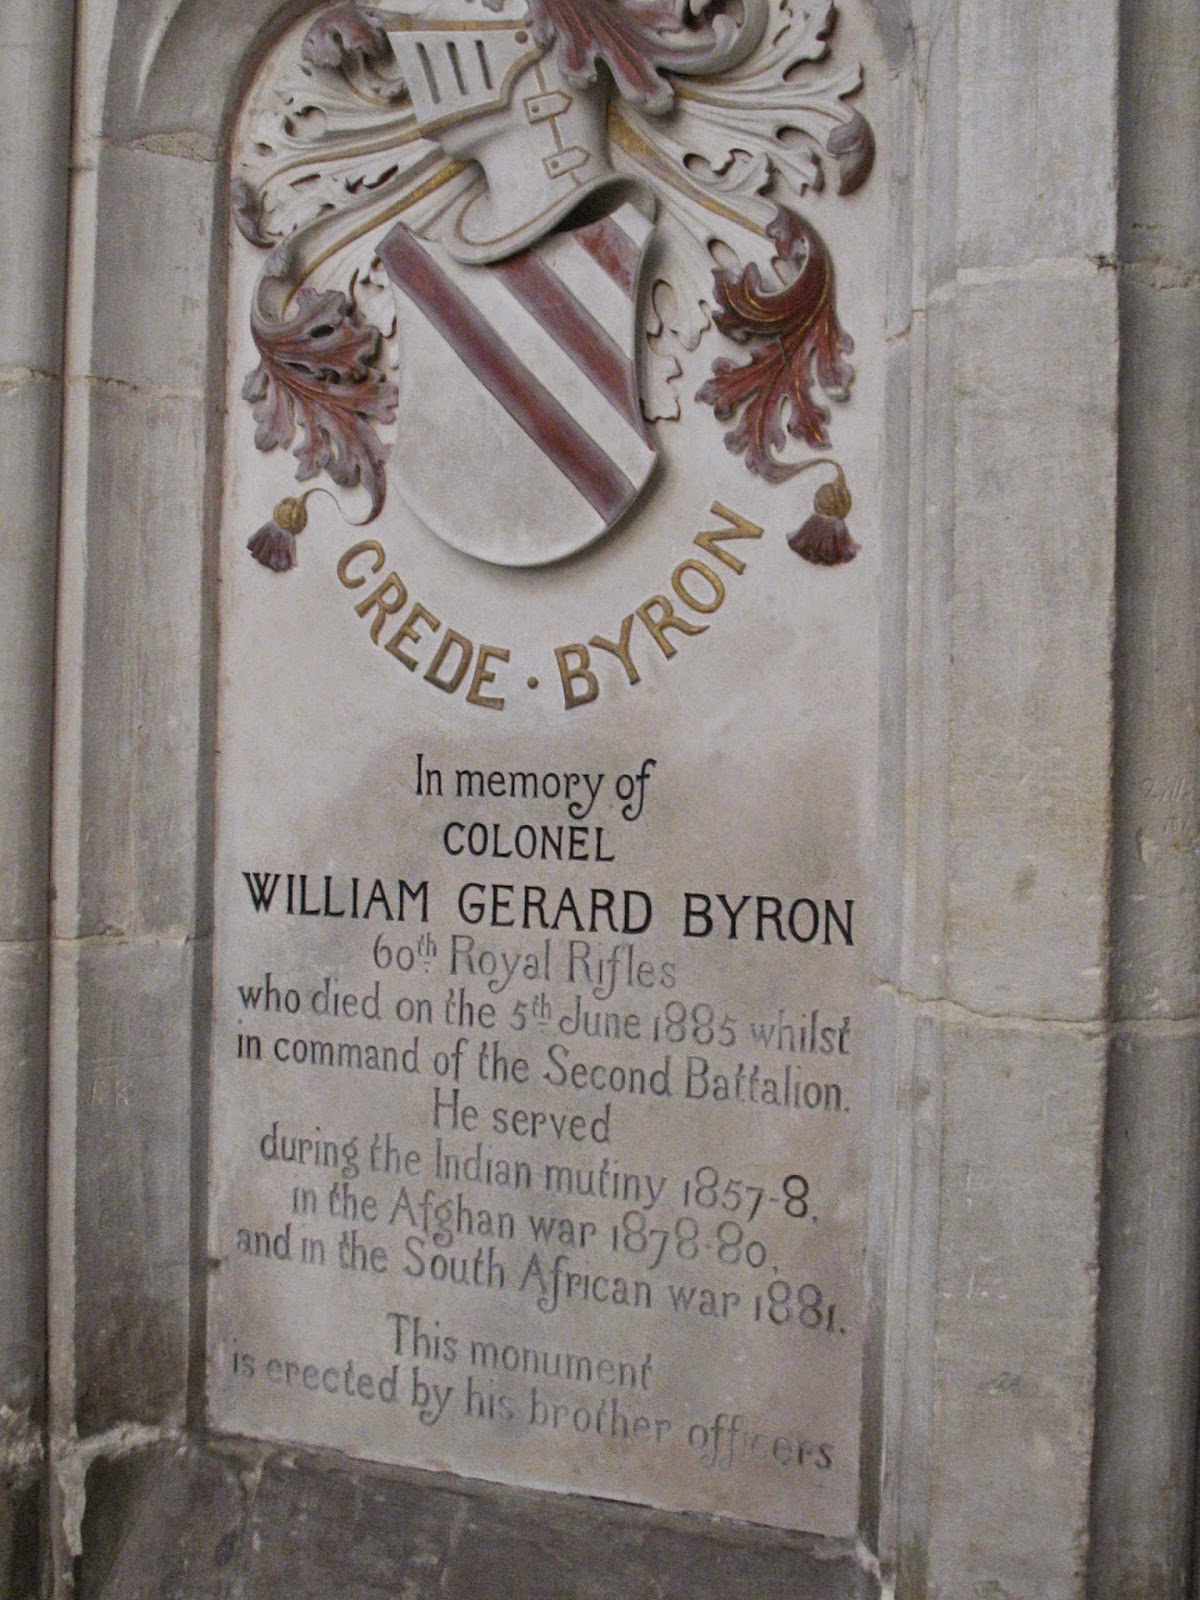 CREDE · BYRON
In memory of
COLONEL
WILLIAM GERARD BYRON
60th Royal Rifles
who died on the 5th June 1885 whilst
in command of the Second Battalion.
He served
during the Indian mutiny 1857-8,
in the Afghan war 1878-80,
and in the South African war 1881.
This monument
is erected by his brother officers